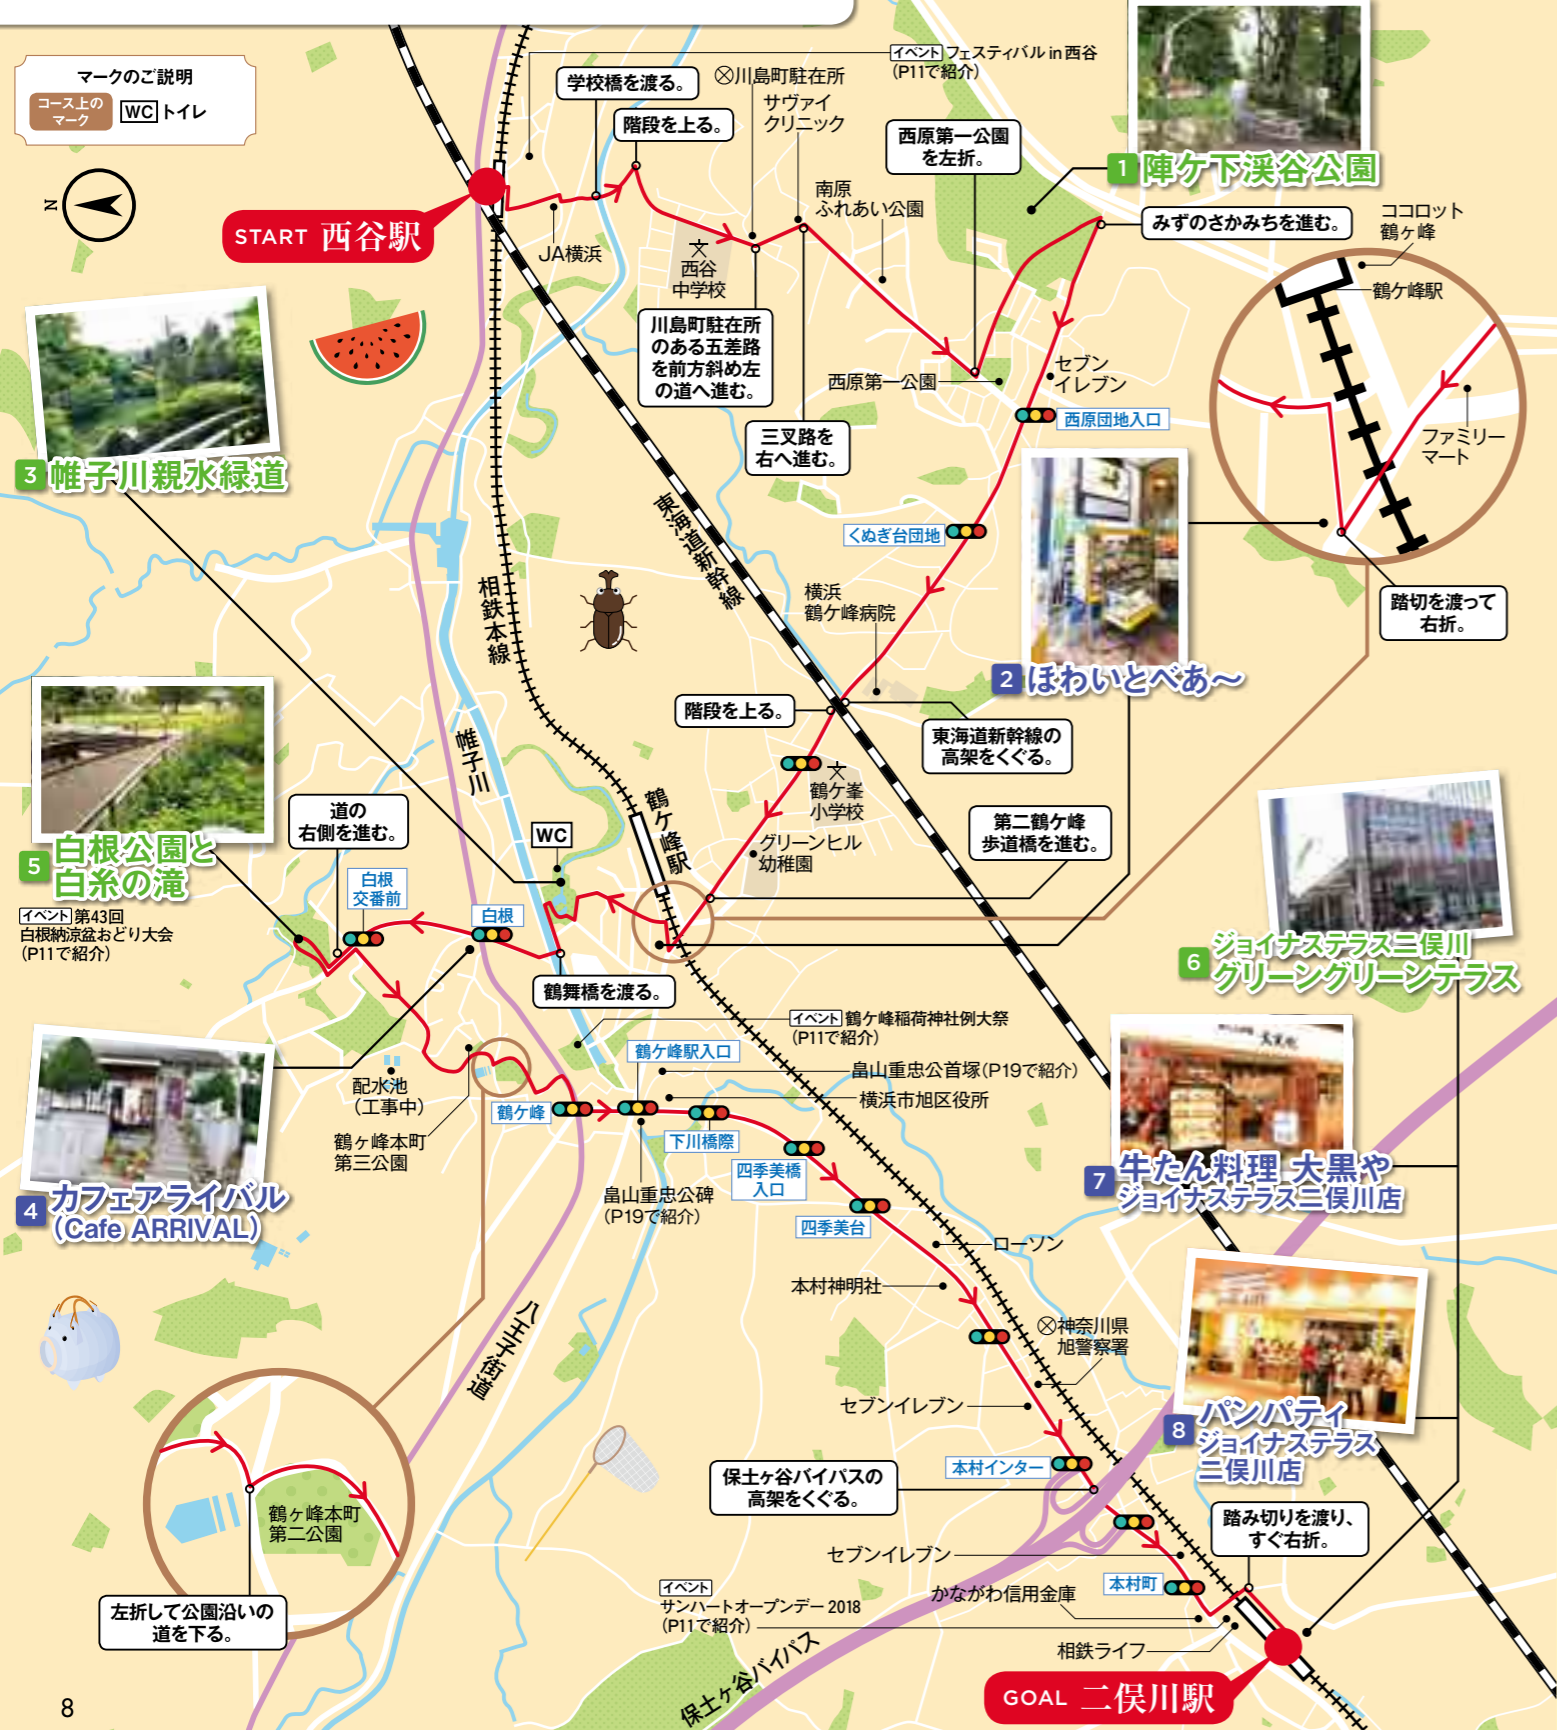 マークのご説明
コース上の
マーク
WC トイレ
N
START 西谷駅
学校橋を渡る。
階段を上る。
イベント フェスティバル in 西谷
(P11で紹介)
川島町駐在所
サヴァイ
クリニック
JA横浜
西谷
中学校
南原
ふれあい公園
西原第一公園
を左折。
1 陣ケ下渓谷公園
みずのさかみちを進む。
川島町駐在所
のある五差路
を前方斜め左
の道へ進む。
三叉路を
右へ進む。
西原第一公園
セブン
イレブン
西原団地入口
ココロット
鶴ヶ峰
鶴ケ峰駅
ファミリー
マート
踏切を渡って
右折。
3 帷子川親水緑道
東海道新幹線
相鉄本線
くぬぎ台団地
横浜
鶴ケ峰病院
2 ほわいとべあ〜
階段を上る。
東海道新幹線の
高架をくぐる。
帷子川
鶴ケ峯
小学校
鶴ケ峰駅
グリーンヒル
幼稚園
第二鶴ケ峰
歩道橋を進む。
道の
右側を進む。
WC
5 白根公園と
白糸の滝
イベント 第43回
白根納涼盆おどり大会
(P11で紹介)
白根
交番前
白根
鶴舞橋を渡る。
6 ジョイナステラス二俣川
グリーングリーンテラス
イベント 鶴ケ峰稲荷神社例大祭
(P11で紹介)
鶴ケ峰駅入口
畠山重忠公首塚(P19で紹介)
横浜市旭区役所
配水池
(工事中)
鶴ケ峰
下川橋際
鶴ヶ峰本町
第三公園
四季美橋
入口
畠山重忠公碑
(P19で紹介)
四季美台
4 カフェアライバル
(Cafe ARRIVAL)
7 牛たん料理 大黒や
ジョイナステラス二俣川店
ローソン
本村神明社
神奈川県
旭警察署
八王子街道
セブンイレブン
8 パンパティ
ジョイナステラス
二俣川店
本村インター
保土ヶ谷バイパスの
高架をくぐる。
鶴ヶ峰本町
第二公園
左折して公園沿いの
道を下る。
踏み切りを渡り、
すぐ右折。
セブンイレブン
本村町
かながわ信用金庫
イベント
サンハートオープンデー 2018
(P11で紹介)
相鉄ライフ
保土ヶ谷バイパス
GOAL 二俣川駅
8